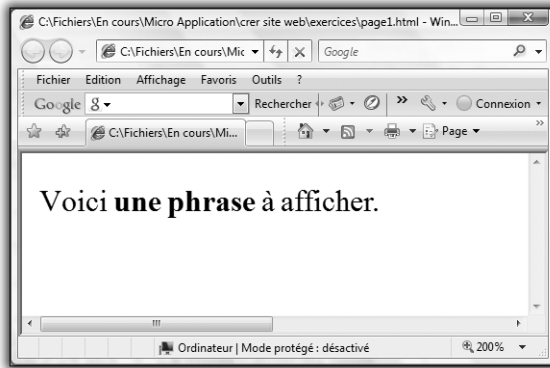 C:\Fichiers\En cours\Micro Application\crer site web\exercices\page1.html - Win...
C:\Fichiers\En cours\Mic Google
Fichier Edition Affichage Favoris Outils ?
Google Rechercher » Connexion
C:\Fichiers\En cours\Mi... Page »
Voici une phrase à afficher.
Ordinateur | Mode protégé : désactivé 200%